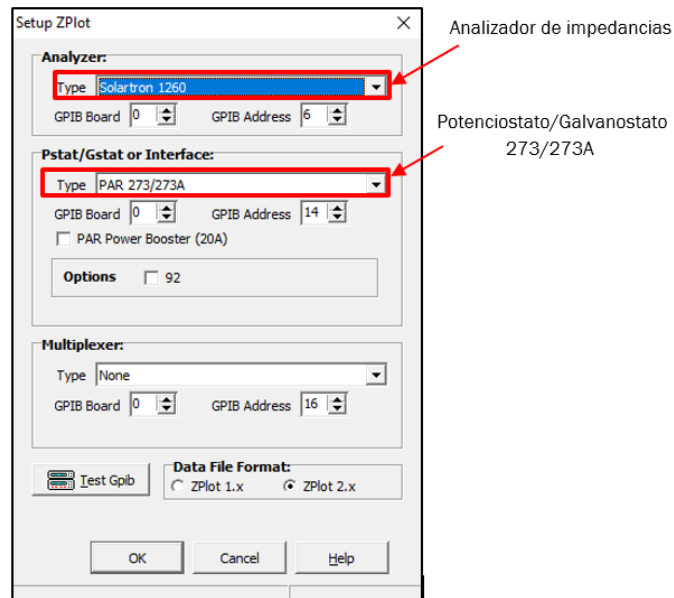 Setup ZPlot
Analizador de impedancias
Analyzer:
Type Solartron 1260
GPIB Board 0 GPIB Address 6
Potenciostato/Galvanostato
273/273A
Pstat/Gstat or Interface:
Type PAR 273/273A
GPIB Board 0 GPIB Address 14
PAR Power Booster (20A)
Options 92
Multiplexer:
Type None
GPIB Board 0 GPIB Address 16
Test Gpib
Data File Format:
ZPlot 1.x ZPlot 2.x
OK Cancel Help